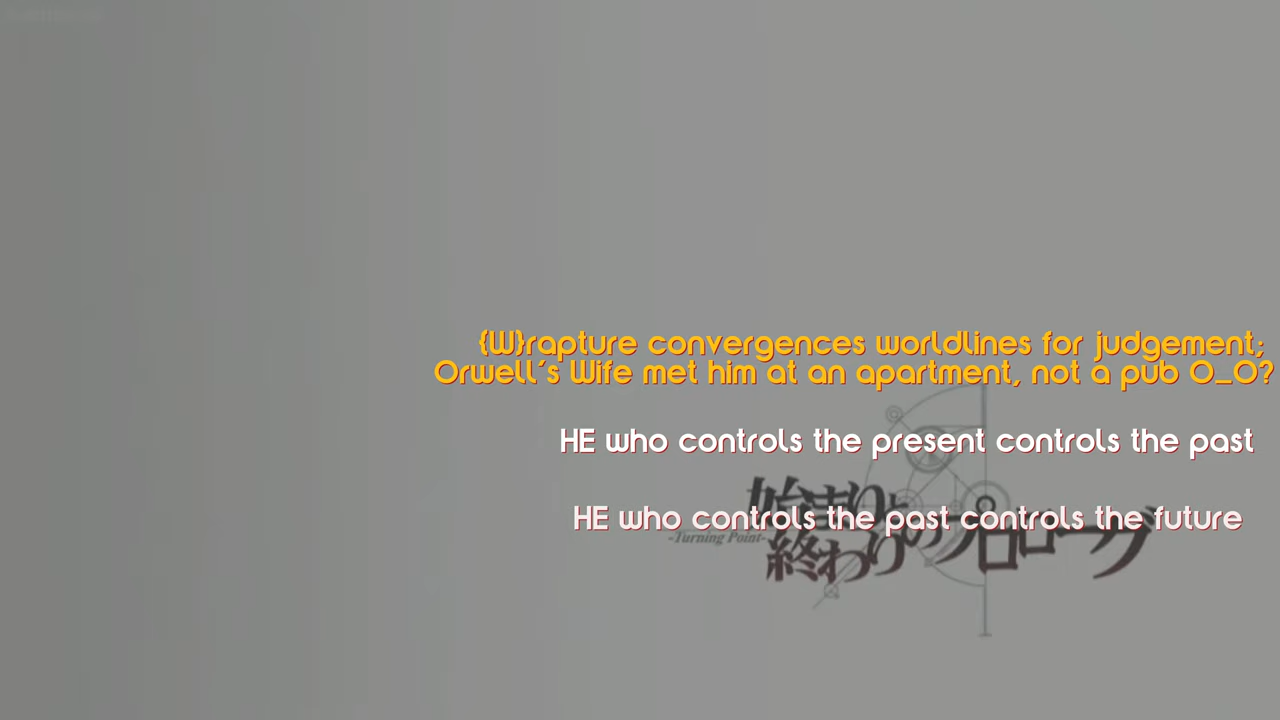 {W}rapture convergences worldlines for judgement;
Orwell's Wife met him at an apartment, not a pub O_O?
HE who controls the present controls the past
HE who controls the past controls the future
始まりと
-Turning Point-
終わりのプロローグ